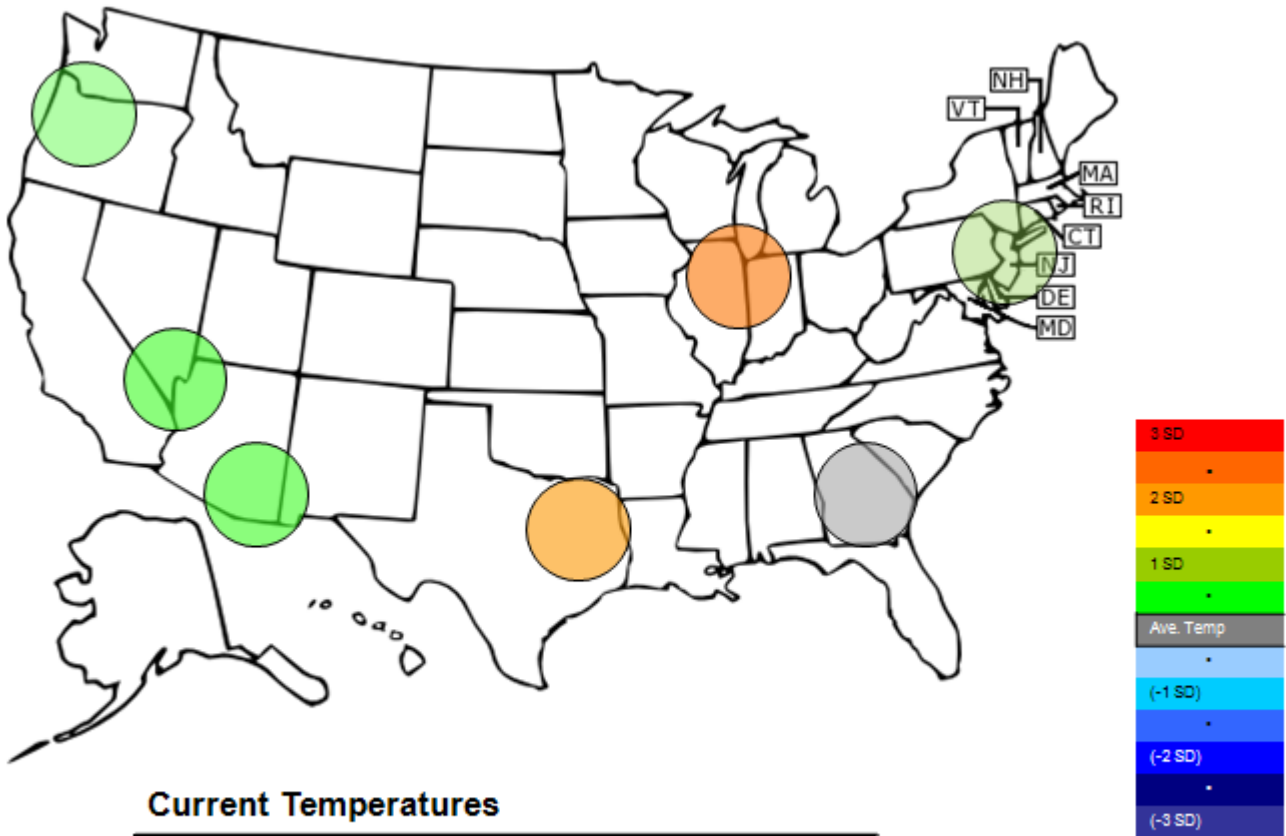 NH
VT
MA
RI
CT
NJ
DE
MD
3 SD
2 SD
1 SD
Ave. Temp
(-1 SD)
(-2 SD)
(-3 SD)
Current Temperatures